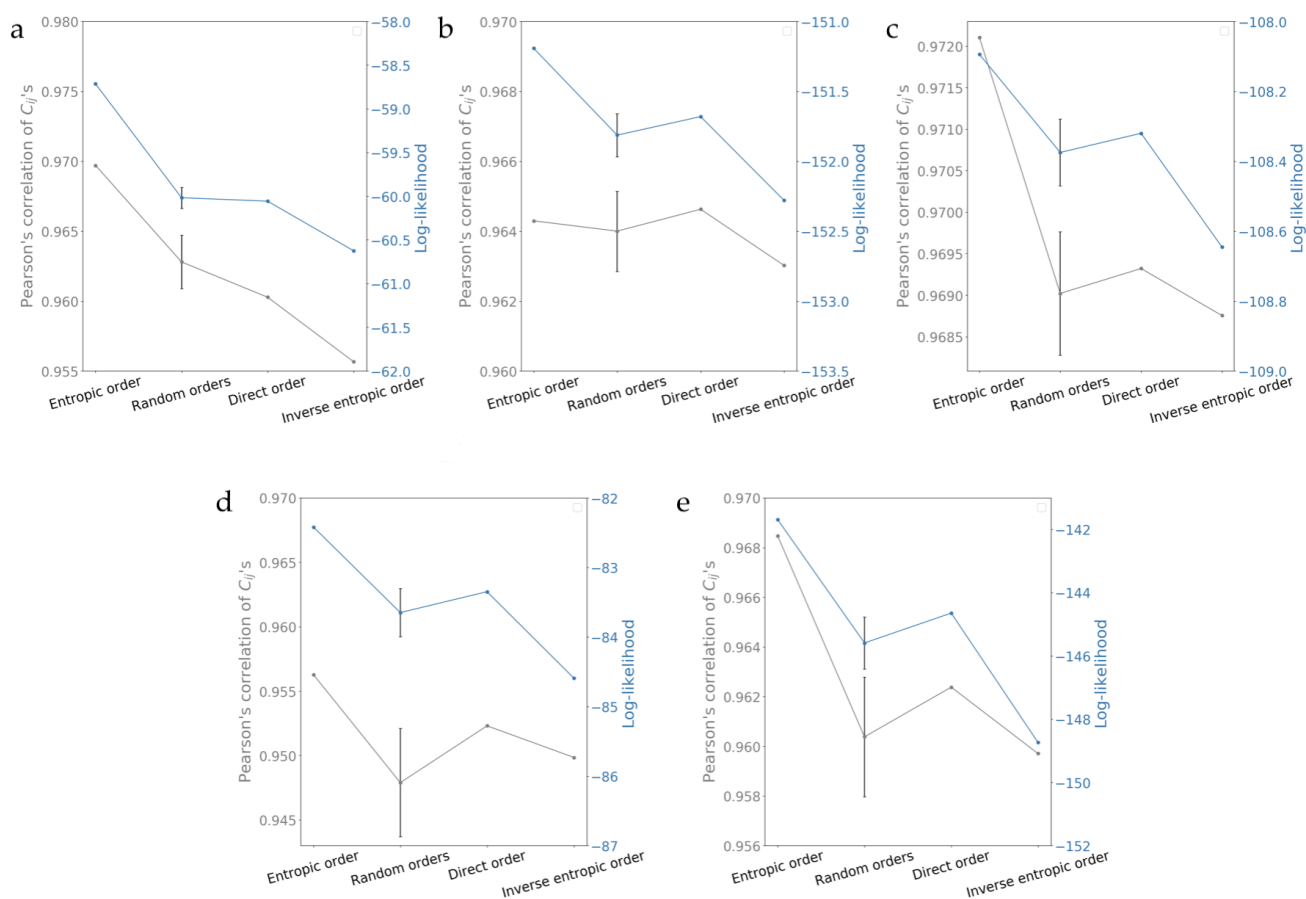 a
Pearson's correlation of Cij's
0.980
0.975
0.970
0.965
0.960
0.955
−58.0
−58.5
−59.0
−59.5
−60.0
−60.5
−61.0
−61.5
−62.0
Log-likelihood
Entropic order
Random orders
Direct order
Inverse entropic order
b
Pearson's correlation of Cij's
0.970
0.968
0.966
0.964
0.962
0.960
−151.0
−151.5
−152.0
−152.5
−153.0
−153.5
Log-likelihood
Entropic order
Random orders
Direct order
Inverse entropic order
c
Pearson's correlation of Cij's
0.9720
0.9715
0.9710
0.9705
0.9700
0.9695
0.9690
0.9685
−108.0
−108.2
−108.4
−108.6
−108.8
−109.0
Log-likelihood
Entropic order
Random orders
Direct order
Inverse entropic order
d
Pearson's correlation of Cij's
0.970
0.965
0.960
0.955
0.950
0.945
−82
−83
−84
−85
−86
−87
Log-likelihood
Entropic order
Random orders
Direct order
Inverse entropic order
e
Pearson's correlation of Cij's
0.970
0.968
0.966
0.964
0.962
0.960
0.958
0.956
−142
−144
−146
−148
−150
−152
Log-likelihood
Entropic order
Random orders
Direct order
Inverse entropic order